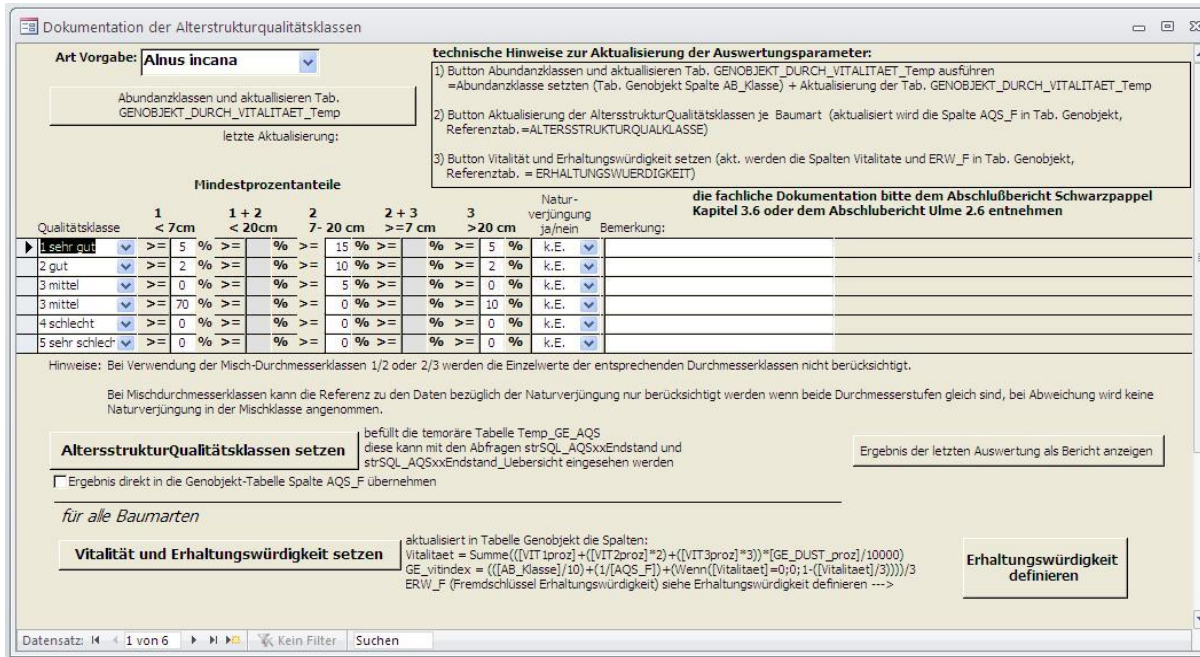 Dokumentation der Alterstrukturqualitätsklassen
Art Vorgabe: Alnus incana
Abundanzklassen und aktuallisieren Tab.
GENOBJEKT_DURCH_VITALITAET_Temp
letzte Aktualisierung:
technische Hinweise zur Aktualisierung der Auswertungsparameter:
1) Button Abundanzklassen und aktuallisieren Tab. GENOBJEKT_DURCH_VITALITAET_Temp ausführen
=Abundanzklasse setzten (Tab. Genobjekt Spalte AB_Klasse) + Aktualisierung der Tab. GENOBJEKT_DURCH_VITALITAET_Temp
2) Button Aktualisierung der AltersstrukturQualitätsklassen je Baumart (aktualisiert wird die Spalte AQS_F in Tab. Genobjekt,
Referenztab.=ALTERSSTRUKTURQUALKLASSE)
3) Button Vitalität und Erhaltungswürdigkeit setzen (akt. werden die Spalten Vitalitate und ERW_F in Tab. Genobjekt,
Referenztab. = ERHALTUNGSWUERDIGKEIT)
die fachliche Dokumentation bitte dem Abschlußbericht Schwarzpappel
Kapitel 3.6 oder dem Abschlubericht Ulme 2.6 entnehmen
Mindestprozentanteile
Natur-
1 1 + 2 2 2 + 3 3 verjüngung
Qualitätsklasse < 7cm < 20cm 7- 20 cm >=7 cm >20 cm ja/nein Bemerkung:
1 sehr gut >= 5 % >= % >= 15 % >= % >= 5 % k.E.
2 gut >= 2 % >= % >= 10 % >= % >= 2 % k.E.
3 mittel >= 0 % >= % >= 5 % >= % >= 0 % k.E.
3 mittel >= 70 % >= % >= 0 % >= % >= 10 % k.E.
4 schlecht >= 0 % >= % >= 0 % >= % >= 0 % k.E.
5 sehr schlech >= 0 % >= % >= 0 % >= % >= 0 % k.E.
Hinweise: Bei Verwendung der Misch-Durchmesserklassen 1/2 oder 2/3 werden die Einzelwerte der entsprechenden Durchmesserklassen nicht berücksichtigt.
Bei Mischdurchmesserklassen kann die Referenz zu den Daten bezüglich der Naturverjüngung nur berücksichtigt werden wenn beide Durchmesserstufen gleich sind, bei Abweichung wird keine
Naturverjüngung in der Mischklasse angenommen.
AltersstrukturQualitätsklassen setzen
befüllt die temoräre Tabelle Temp_GE_AQS
diese kann mit den Abfragen strSQL_AQSxxEndstand und
strSQL_AQSxxEndstand_Uebersicht eingesehen werden
Ergebnis der letzten Auswertung als Bericht anzeigen
Ergebnis direkt in die Genobjekt-Tabelle Spalte AQS_F übernehmen
für alle Baumarten
Vitalität und Erhaltungswürdigkeit setzen
aktualisiert in Tabelle Genobjekt die Spalten:
Vitalitaet = Summe(([VIT1proz]+([VIT2proz]*2)+([VIT3proz]*3))*[GE_DUST_proz]/10000)
GE_vitindex = (([AB_Klasse]/10)+(1/[AQS_F])+(Wenn([Vitalitaet]=0;0;1-([Vitalitaet]/3))))/3
ERW_F (Fremdschlüssel Erhaltungswürdigkeit) siehe Erhaltungswürdigkeit definieren --->
Erhaltungswürdigkeit
definieren
Datensatz: 1 von 6 Kein Filter Suchen